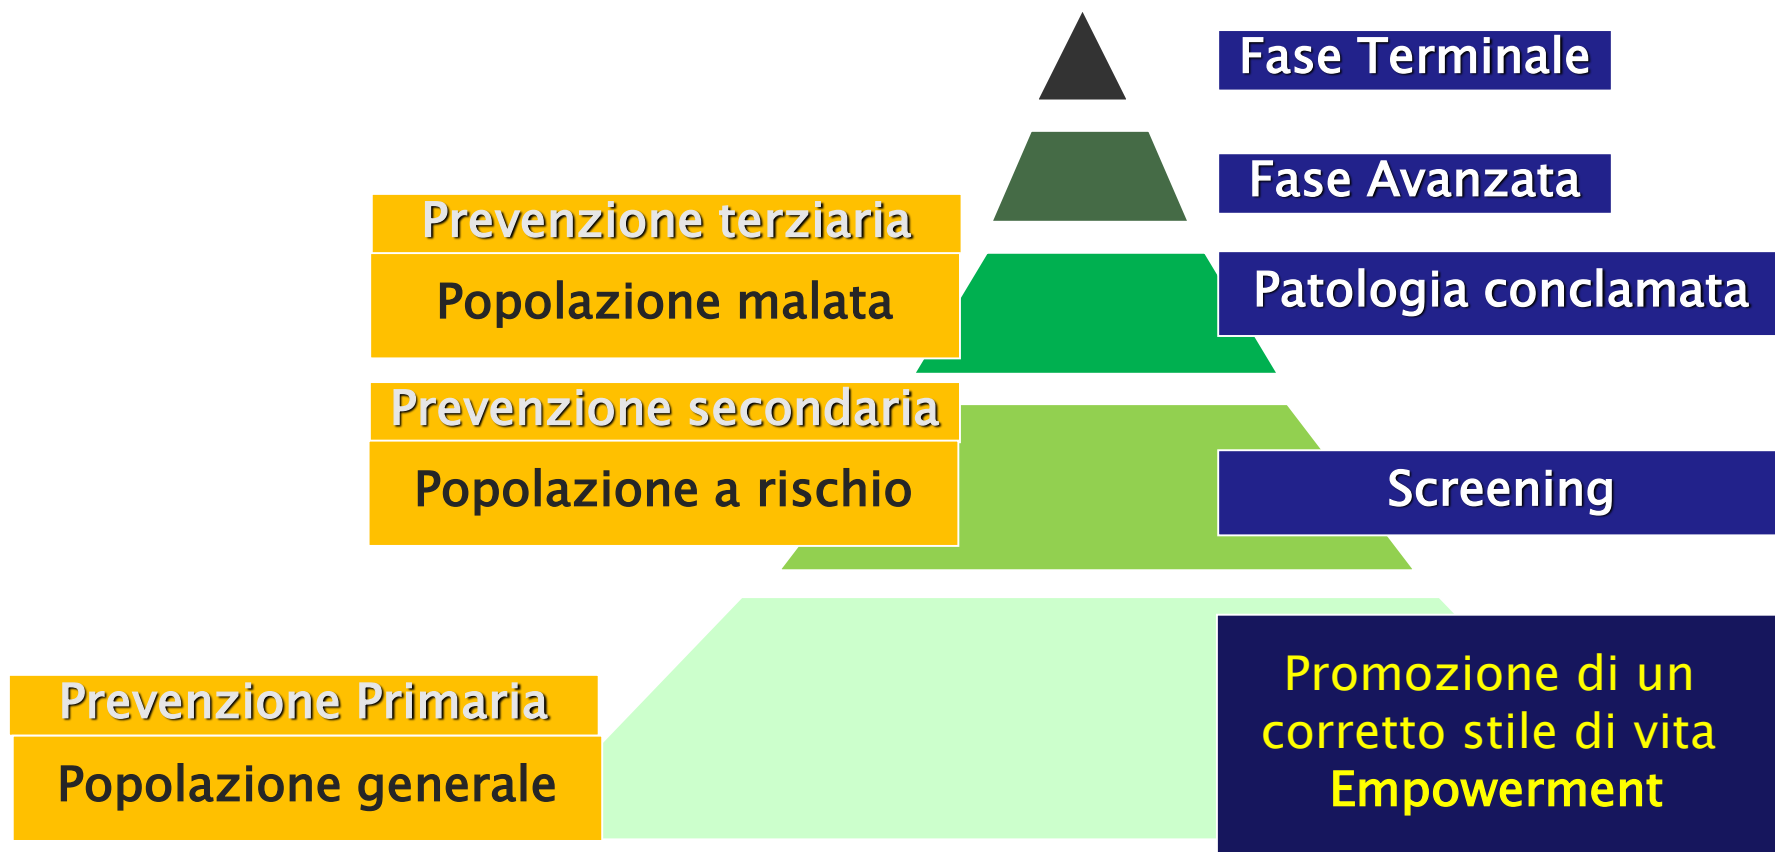 Fase Terminale
Fase Avanzata
Prevenzione terziaria
Popolazione malata
Patologia conclamata
Prevenzione secondaria
Popolazione a rischio
Screening
Prevenzione Primaria
Popolazione generale
Promozione di un
corretto stile di vita
Empowerment